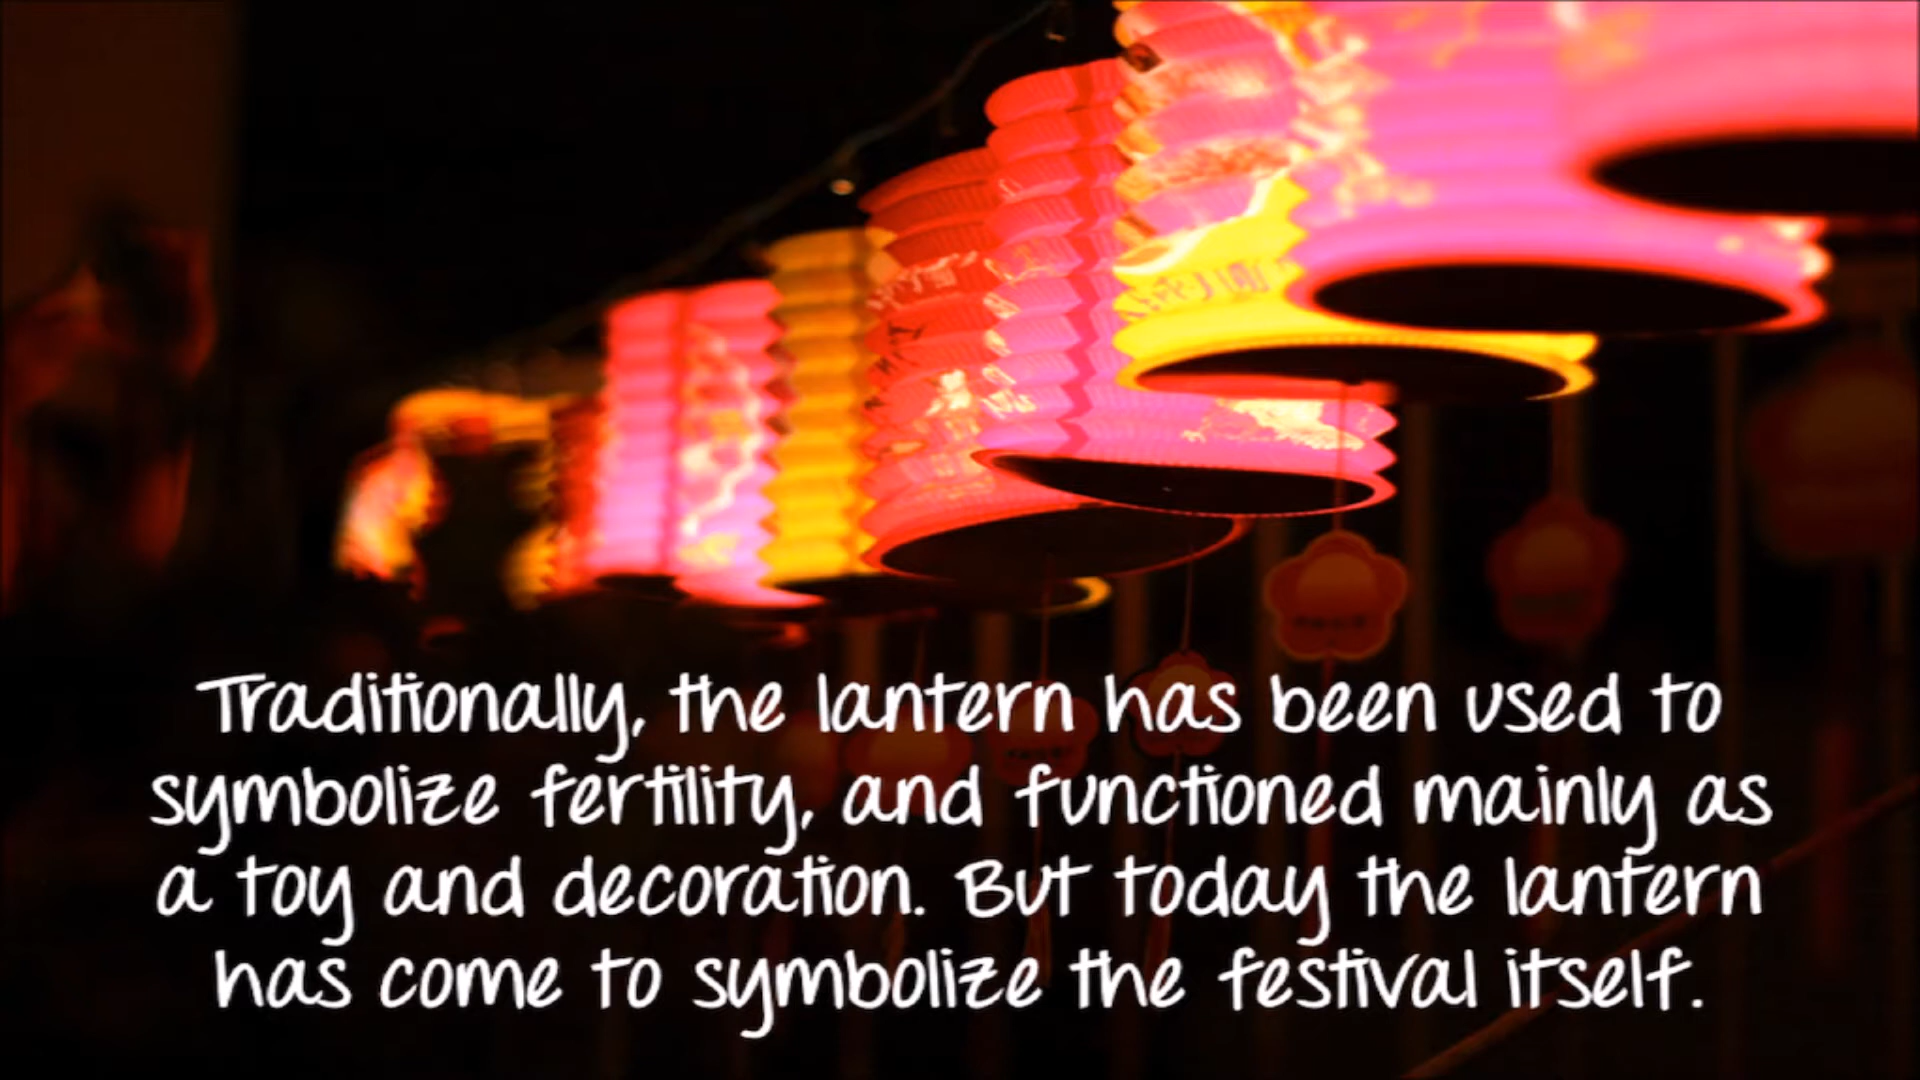 Traditionally, the lantern has been used to
symbolize fertility, and functioned mainly as
a toy and decoration. But today the lantern
has come to symbolize the festival itself.